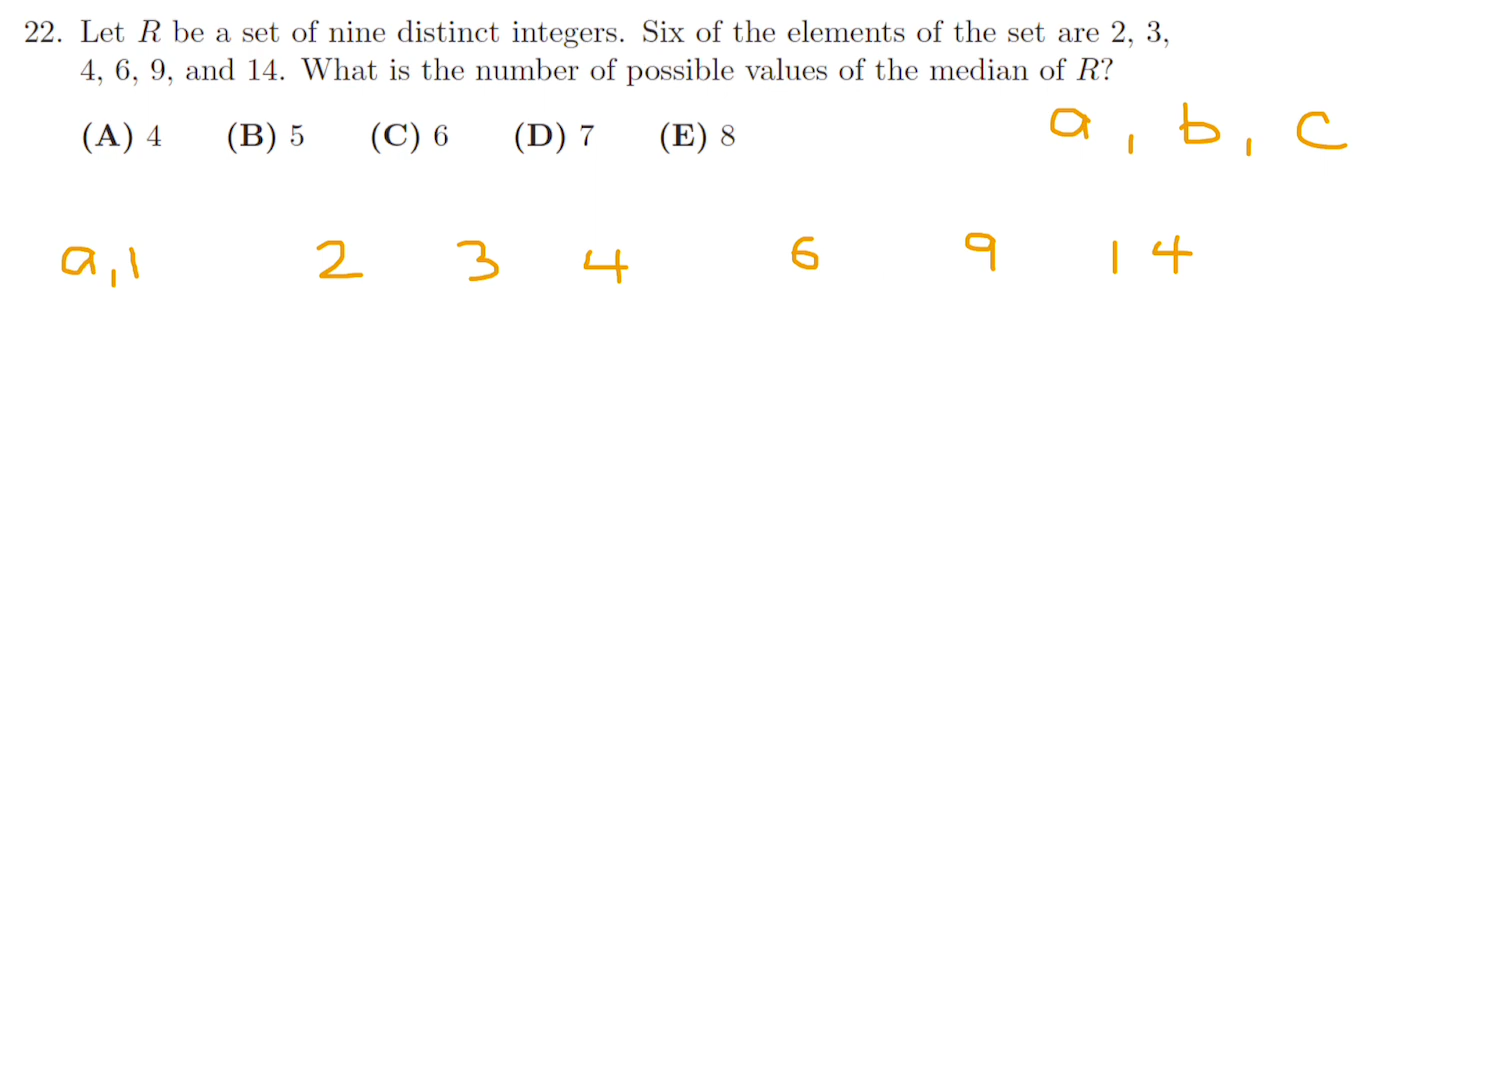 22. Let R be a set of nine distinct integers. Six of the elements of the set are 2, 3,
4, 6, 9, and 14. What is the number of possible values of the median of R?
(A) 4 (B) 5 (C) 6 (D) 7 (E) 8
a, b, c
a, 1 2 3 4 6 9 14